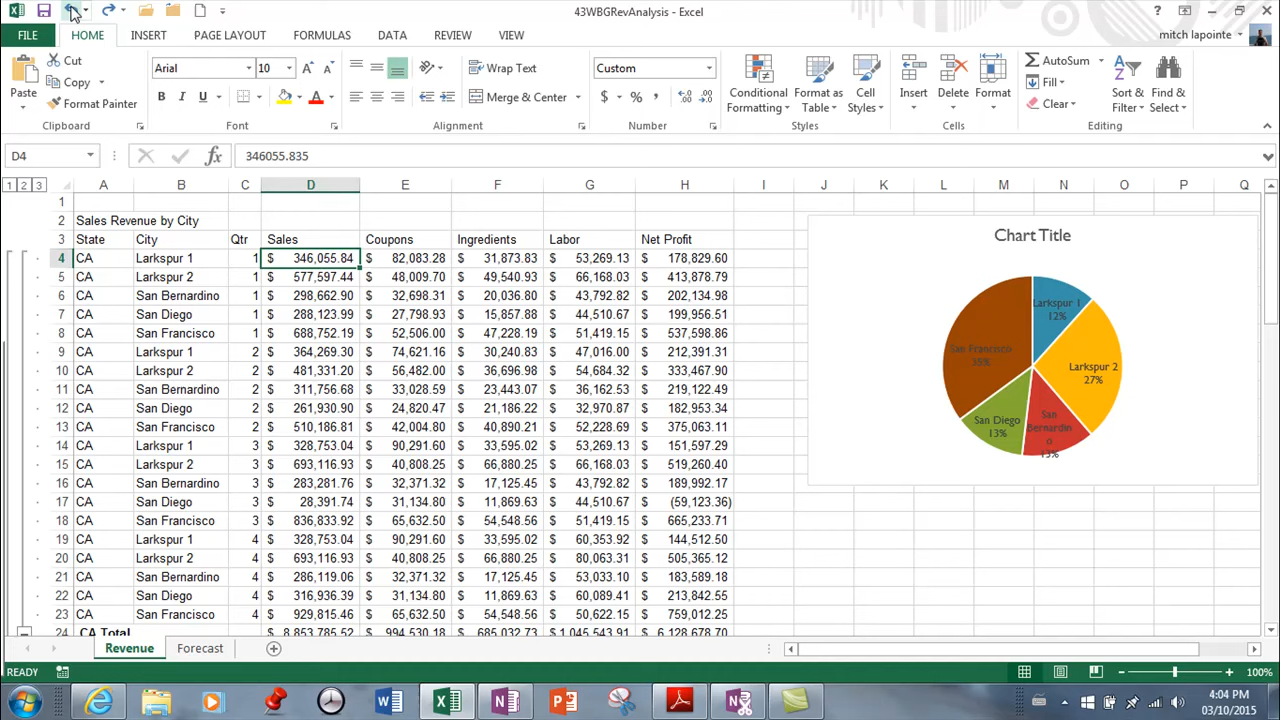 43WBGRevAnalysis - Excel
?
FILE HOME INSERT PAGE LAYOUT FORMULAS DATA REVIEW VIEW mitch lapointe
Cut
Copy
Format Painter
Paste
Clipboard
Arial 10
B I U A
Font
Wrap Text
Merge & Center
Alignment
Custom
$ % ,
Number
Conditional Formatting
Format as Table
Cell Styles
Styles
Insert Delete Format
Cells
AutoSum
Fill
Clear
Sort & Filter
Find & Select
Editing
D4 fx 346055.835
1 2 3 A B C D E F G H I J K L M N O P Q
1
2 Sales Revenue by City
3 State City Qtr Sales Coupons Ingredients Labor Net Profit
4 CA Larkspur 1 1 $ 346,055.84 $ 82,083.28 $ 31,873.83 $ 53,269.13 $ 178,829.60
5 CA Larkspur 2 1 $ 577,597.44 $ 48,009.70 $ 49,540.93 $ 66,168.03 $ 413,878.79
6 CA San Bernardino 1 $ 298,662.90 $ 32,698.31 $ 20,036.80 $ 43,792.82 $ 202,134.98
7 CA San Diego 1 $ 288,123.35 $ 27,798.93 $ 15,857.88 $ 44,510.67 $ 199,956.51
8 CA San Francisco 1 $ 688,752.19 $ 52,506.00 $ 47,228.19 $ 51,419.15 $ 537,598.86
9 CA Larkspur 1 2 $ 364,269.30 $ 74,621.16 $ 30,240.83 $ 47,016.00 $ 212,391.31
10 CA Larkspur 2 2 $ 481,331.20 $ 56,482.00 $ 36,696.98 $ 54,684.32 $ 333,467.90
11 CA San Bernardino 2 $ 311,756.68 $ 33,028.59 $ 23,443.07 $ 36,162.53 $ 219,122.49
12 CA San Diego 2 $ 261,930.90 $ 24,820.47 $ 21,186.22 $ 32,970.87 $ 182,953.34
13 CA San Francisco 2 $ 510,186.81 $ 42,004.80 $ 40,890.21 $ 52,228.69 $ 375,063.11
14 CA Larkspur 1 3 $ 328,753.04 $ 90,291.60 $ 33,595.02 $ 53,269.13 $ 151,597.29
15 CA Larkspur 2 3 $ 693,116.93 $ 40,808.25 $ 66,880.25 $ 66,168.03 $ 519,260.40
16 CA San Bernardino 3 $ 283,281.76 $ 32,371.32 $ 17,125.45 $ 43,792.82 $ 189,992.17
17 CA San Diego 3 $ 28,391.74 $ 31,134.80 $ 11,869.63 $ 44,510.67 $ (59,123.36)
18 CA San Francisco 3 $ 836,833.92 $ 65,632.50 $ 54,548.56 $ 51,419.15 $ 665,233.71
19 CA Larkspur 1 4 $ 328,753.04 $ 90,291.60 $ 33,595.02 $ 60,353.92 $ 144,512.50
20 CA Larkspur 2 4 $ 693,116.93 $ 40,808.25 $ 66,880.25 $ 80,063.31 $ 505,365.12
21 CA San Bernardino 4 $ 286,119.06 $ 32,371.32 $ 17,125.45 $ 53,033.10 $ 183,589.18
22 CA San Diego 4 $ 316,936.39 $ 31,134.80 $ 11,869.63 $ 60,089.41 $ 213,842.55
23 CA San Francisco 4 $ 929,815.46 $ 65,632.50 $ 54,548.56 $ 50,622.15 $ 759,012.25
24 CA Total $ 8,853,785.52 $ 994,530.18 $ 685,032.73 $ 1,045,543.91 $ 6,128,678.70
Chart Title
Larkspur 1
12%
San Francisco
35%
Larkspur 2
27%
San Diego
13%
San
Bernardin
o
13%
Revenue Forecast
READY 100%
4:04 PM
03/10/2015